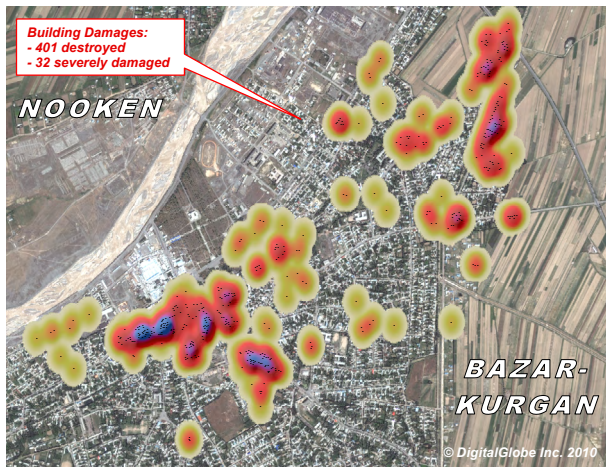 Building Damages:
- 401 destroyed
- 32 severely damaged
NOOKEN
BAZAR-
KURGAN
© DigitalGlobe Inc. 2010